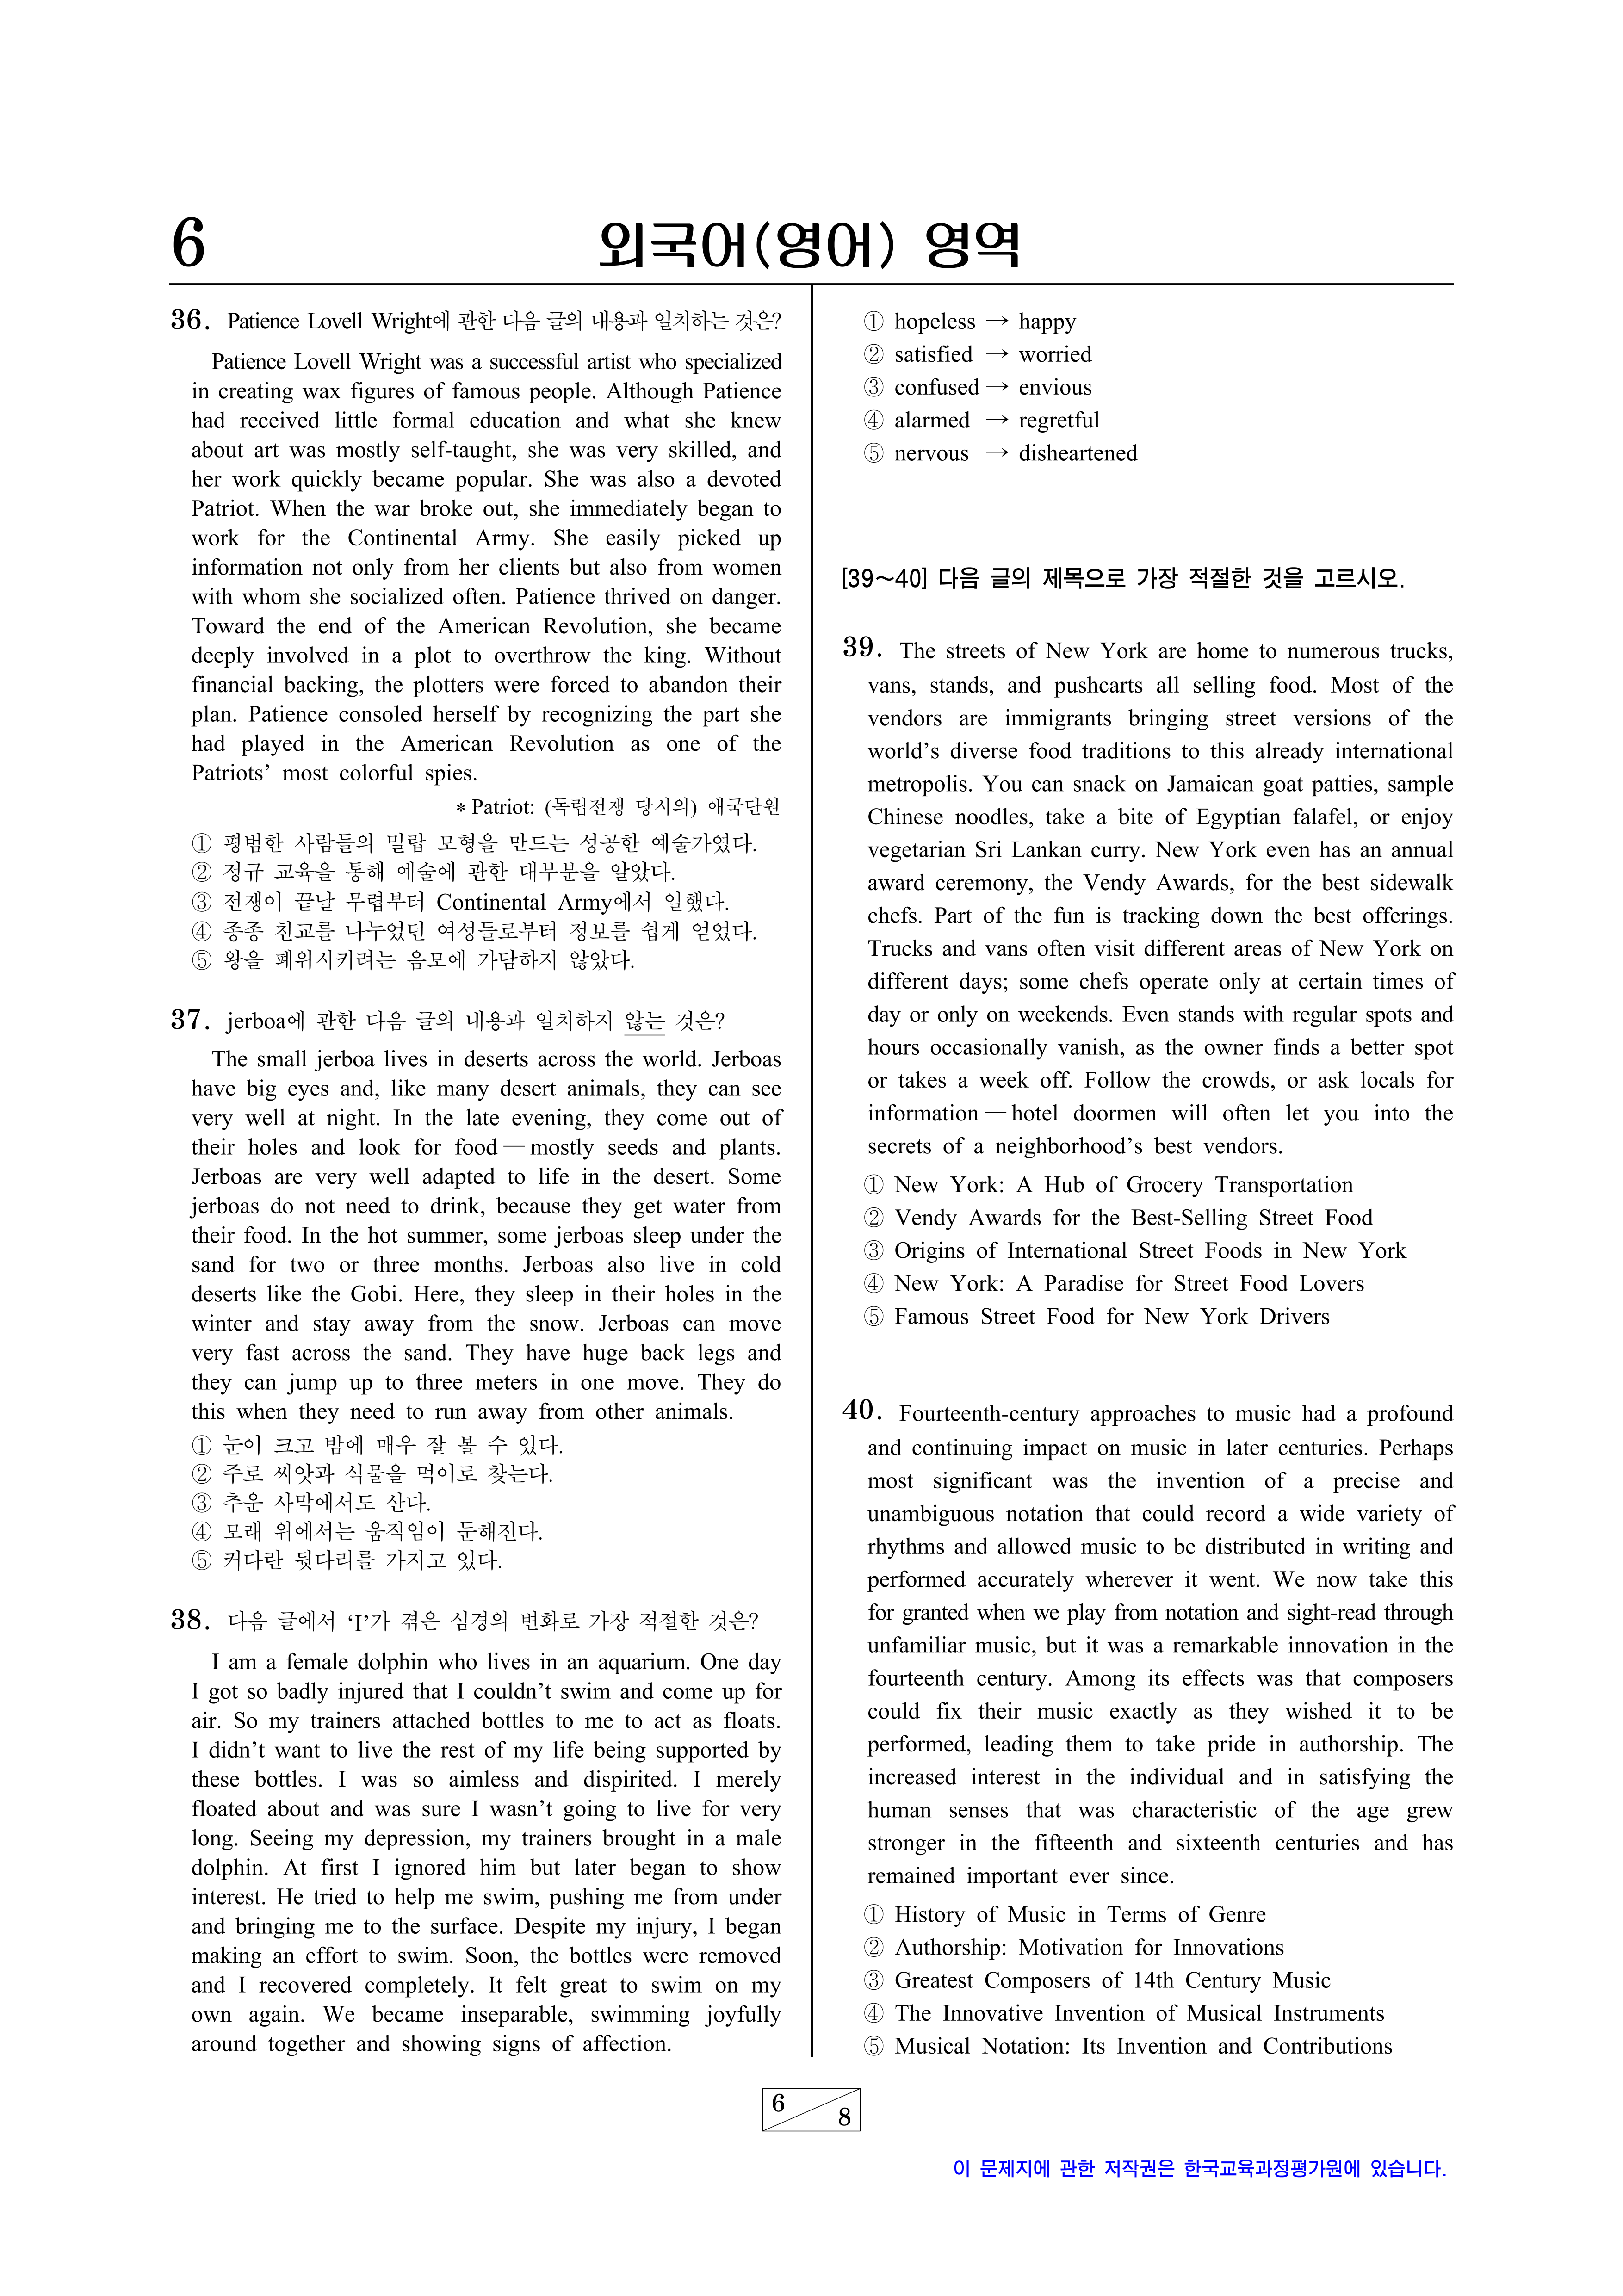 6
외국어(영어) 영역
36. Patience Lovell Wright에 관한 다음 글의 내용과 일치하는 것은?
Patience Lovell Wright was a successful artist who specialized
in creating wax figures of famous people. Although Patience
had received little formal education and what she knew
about art was mostly self-taught, she was very skilled, and
her work quickly became popular. She was also a devoted
Patriot. When the war broke out, she immediately began to
work for the Continental Army. She easily picked up
information not only from her clients but also from women
with whom she socialized often. Patience thrived on danger.
Toward the end of the American Revolution, she became
deeply involved in a plot to overthrow the king. Without
financial backing, the plotters were forced to abandon their
plan. Patience consoled herself by recognizing the part she
had played in the American Revolution as one of the
Patriots' most colorful spies.
* Patriot: (독립전쟁 당시의) 애국단원
① 평범한 사람들의 밀랍 모형을 만드는 성공한 예술가였다.
② 정규 교육을 통해 예술에 관한 대부분을 알았다.
③ 전쟁이 끝날 무렵부터 Continental Army에서 일했다.
④ 종종 친교를 나누었던 여성들로부터 정보를 쉽게 얻었다.
⑤ 왕을 폐위시키려는 음모에 가담하지 않았다.
37. jerboa에 관한 다음 글의 내용과 일치하지 않는 것은?
The small jerboa lives in deserts across the world. Jerboas
have big eyes and, like many desert animals, they can see
very well at night. In the late evening, they come out of
their holes and look for food — mostly seeds and plants.
Jerboas are very well adapted to life in the desert. Some
jerboas do not need to drink, because they get water from
their food. In the hot summer, some jerboas sleep under the
sand for two or three months. Jerboas also live in cold
deserts like the Gobi. Here, they sleep in their holes in the
winter and stay away from the snow. Jerboas can move
very fast across the sand. They have huge back legs and
they can jump up to three meters in one move. They do
this when they need to run away from other animals.
① 눈이 크고 밤에 매우 잘 볼 수 있다.
② 주로 씨앗과 식물을 먹이로 찾는다.
③ 추운 사막에서도 산다.
④ 모래 위에서는 움직임이 둔해진다.
⑤ 커다란 뒷다리를 가지고 있다.
38. 다음 글에서 'I'가 겪은 심경의 변화로 가장 적절한 것은?
I am a female dolphin who lives in an aquarium. One day
I got so badly injured that I couldn't swim and come up for
air. So my trainers attached bottles to me to act as floats.
I didn't want to live the rest of my life being supported by
these bottles. I was so aimless and dispirited. I merely
floated about and was sure I wasn't going to live for very
long. Seeing my depression, my trainers brought in a male
dolphin. At first I ignored him but later began to show
interest. He tried to help me swim, pushing me from under
and bringing me to the surface. Despite my injury, I began
making an effort to swim. Soon, the bottles were removed
and I recovered completely. It felt great to swim on my
own again. We became inseparable, swimming joyfully
around together and showing signs of affection.
① hopeless → happy
② satisfied → worried
③ confused → envious
④ alarmed → regretful
⑤ nervous → disheartened
[39~40] 다음 글의 제목으로 가장 적절한 것을 고르시오.
39. The streets of New York are home to numerous trucks,
vans, stands, and pushcarts all selling food. Most of the
vendors are immigrants bringing street versions of the
world's diverse food traditions to this already international
metropolis. You can snack on Jamaican goat patties, sample
Chinese noodles, take a bite of Egyptian falafel, or enjoy
vegetarian Sri Lankan curry. New York even has an annual
award ceremony, the Vendy Awards, for the best sidewalk
chefs. Part of the fun is tracking down the best offerings.
Trucks and vans often visit different areas of New York on
different days; some chefs operate only at certain times of
day or only on weekends. Even stands with regular spots and
hours occasionally vanish, as the owner finds a better spot
or takes a week off. Follow the crowds, or ask locals for
information — hotel doormen will often let you into the
secrets of a neighborhood's best vendors.
① New York: A Hub of Grocery Transportation
② Vendy Awards for the Best-Selling Street Food
③ Origins of International Street Foods in New York
④ New York: A Paradise for Street Food Lovers
⑤ Famous Street Food for New York Drivers
40. Fourteenth-century approaches to music had a profound
and continuing impact on music in later centuries. Perhaps
most significant was the invention of a precise and
unambiguous notation that could record a wide variety of
rhythms and allowed music to be distributed in writing and
performed accurately wherever it went. We now take this
for granted when we play from notation and sight-read through
unfamiliar music, but it was a remarkable innovation in the
fourteenth century. Among its effects was that composers
could fix their music exactly as they wished it to be
performed, leading them to take pride in authorship. The
increased interest in the individual and in satisfying the
human senses that was characteristic of the age grew
stronger in the fifteenth and sixteenth centuries and has
remained important ever since.
① History of Music in Terms of Genre
② Authorship: Motivation for Innovations
③ Greatest Composers of 14th Century Music
④ The Innovative Invention of Musical Instruments
⑤ Musical Notation: Its Invention and Contributions
6
8
이 문제지에 관한 저작권은 한국교육과정평가원에 있습니다.